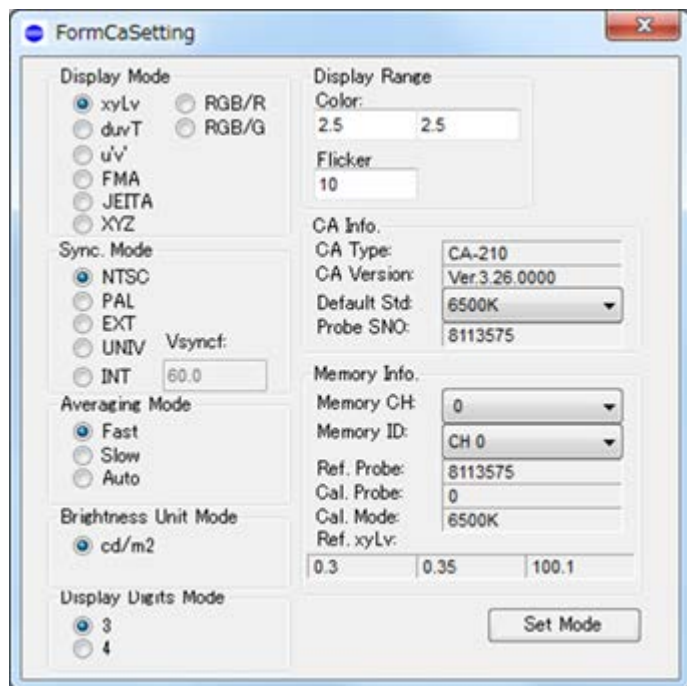 FormCaSetting
Display Mode
xyLv RGB/R
duvT RGB/G
u'v'
FMA
JEITA
XYZ
Sync. Mode
NTSC
PAL
EXT
UNIV Vsyncf:
INT 60.0
Averaging Mode
Fast
Slow
Auto
Brightness Unit Mode
cd/m2
Display Digits Mode
3
4
Display Range
Color:
2.5 2.5
Flicker
10
CA Info.
CA Type: CA-210
CA Version: Ver.3.26.0000
Default Std: 6500K
Probe SNO: 8113575
Memory Info.
Memory CH: 0
Memory ID: CH 0
Ref. Probe: 8113575
Cal. Probe: 0
Cal. Mode: 6500K
Ref. xyLv:
0.3 0.35 100.1
Set Mode